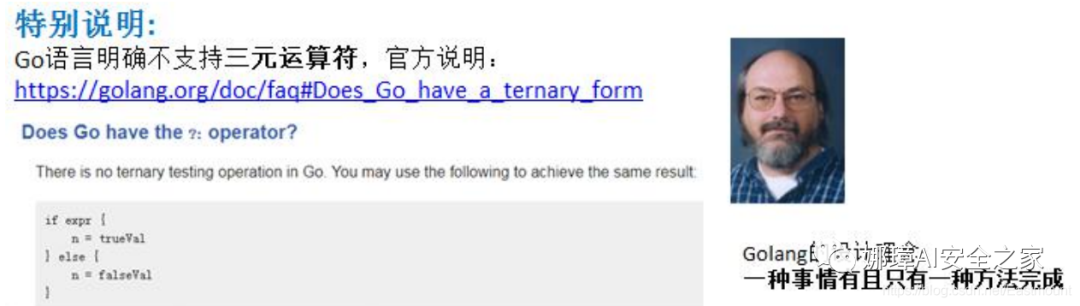 特别说明:
Go语言明确不支持三元运算符，官方说明：
https://golang.org/doc/faq#Does_Go_have_a_ternary_form
Does Go have the ?: operator?
There is no ternary testing operation in Go. You may use the following to achieve the same result:
if expr {
    n = trueVal
} else {
    n = falseVal
}
Golang的设计理念
娜璋AI安全之家
一种事情有且只有一种方法完成